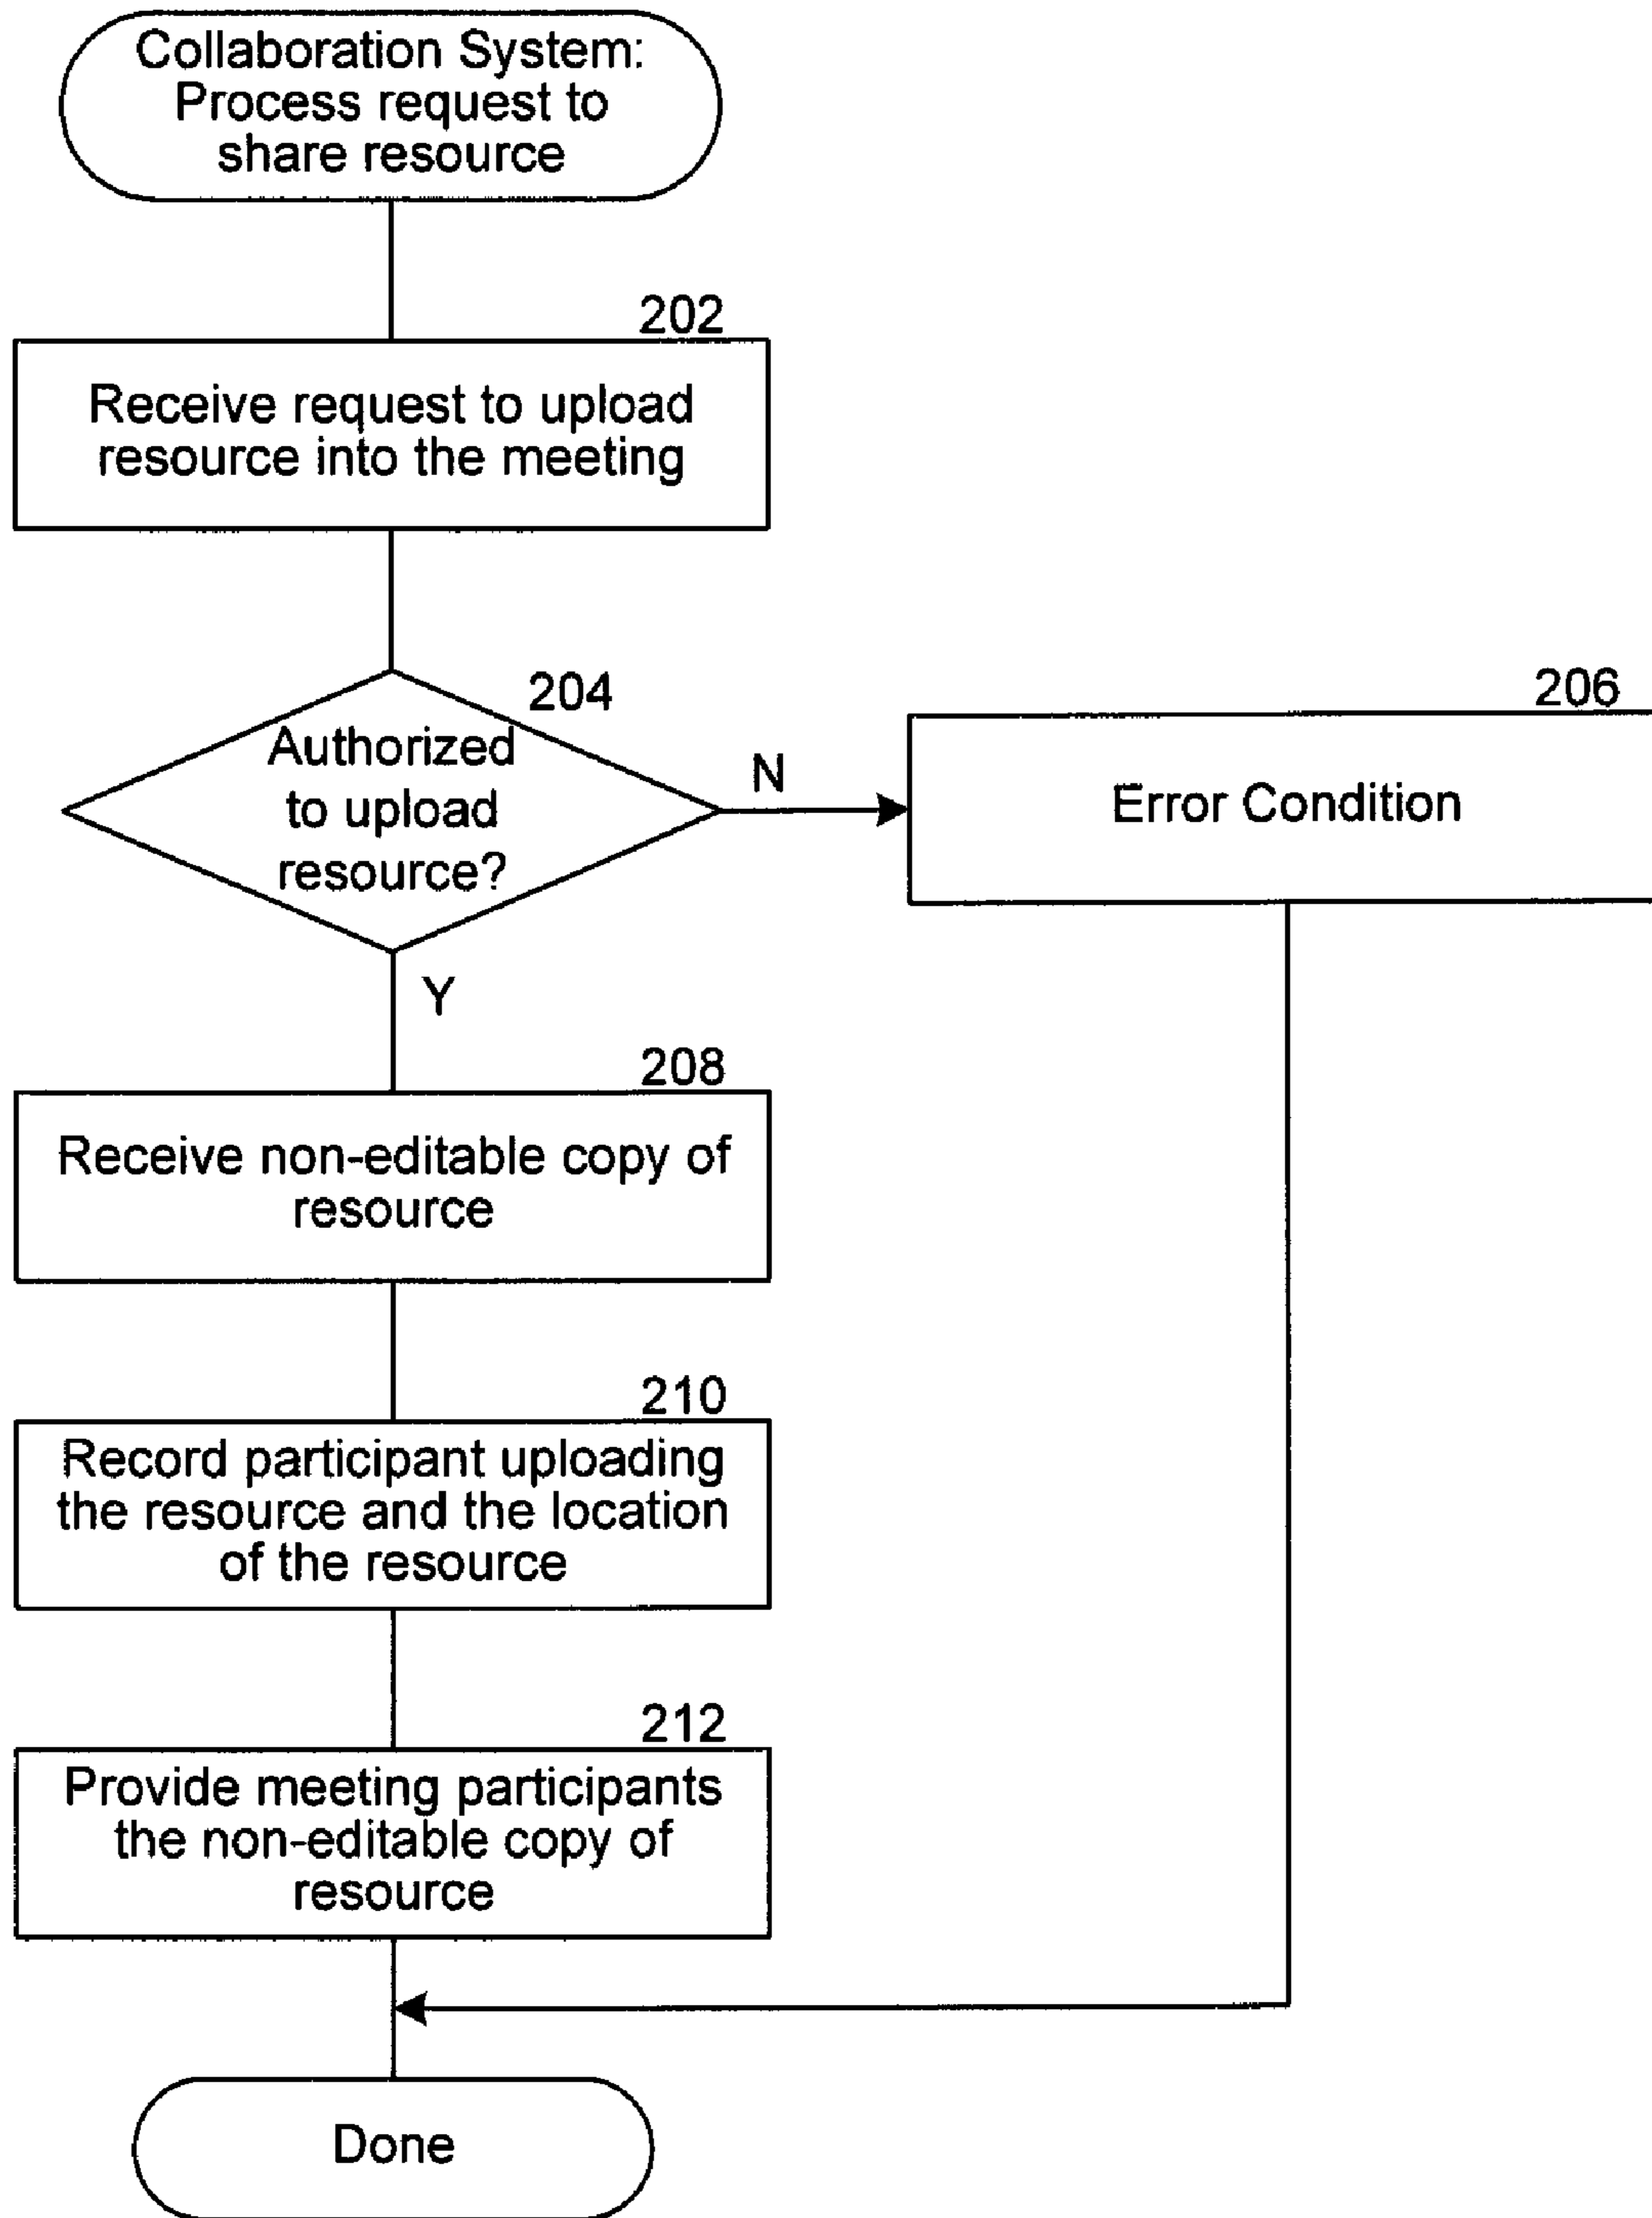 Collaboration System:
Process request to
share resource
202
Receive request to upload
resource into the meeting
204
Authorized
to upload
resource?
N
206
Error Condition
Y
208
Receive non-editable copy of
resource
210
Record participant uploading
the resource and the location
of the resource
212
Provide meeting participants
the non-editable copy of
resource
Done